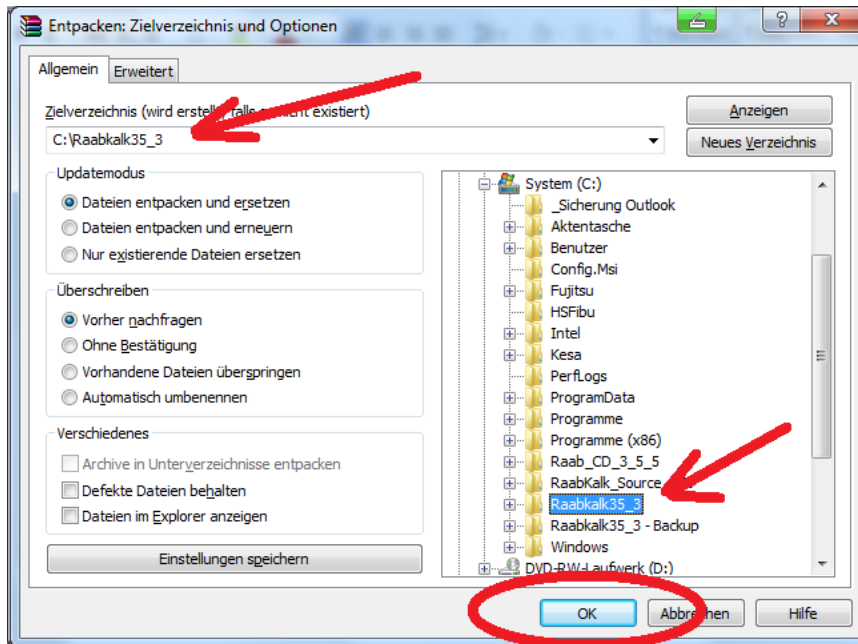 Entpacken: Zielverzeichnis und Optionen
Allgemein
Erweitert
Zielverzeichnis (wird erstellt falls nicht existiert)
C:\Raabkalk35_3
Anzeigen
Neues Verzeichnis
Updatemodus
Dateien entpacken und ersetzen
Dateien entpacken und erneuern
Nur existierende Dateien ersetzen
Überschreiben
Vorher nachfragen
Ohne Bestätigung
Vorhandene Dateien überspringen
Automatisch umbenennen
Verschiedenes
Archive in Unterverzeichnisse entpacken
Defekte Dateien behalten
Dateien im Explorer anzeigen
Einstellungen speichern
System (C:)
_Sicherung Outlook
Aktentasche
Benutzer
Config.Msi
Fujitsu
HSFibu
Intel
Kesa
PerfLogs
ProgramData
Programme
Programme (x86)
Raab_CD_3_5_5
RaabKalk_Source
Raabkalk35_3
Raabkalk35_3 - Backup
Windows
DVD-RW-Laufwerk (D:)
OK
Abbrechen
Hilfe